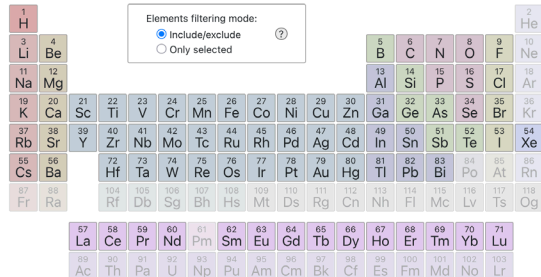 1 2
H He
Elements filtering mode:
Include/exclude ?
Only selected
3 4 5 6 7 8 9 10
Li Be B C N O F Ne
11 12 13 14 15 16 17 18
Na Mg Al Si P S Cl Ar
19 20 21 22 23 24 25 26 27 28 29 30 31 32 33 34 35 36
K Ca Sc Ti V Cr Mn Fe Co Ni Cu Zn Ga Ge As Se Br Kr
37 38 39 40 41 42 43 44 45 46 47 48 49 50 51 52 53 54
Rb Sr Y Zr Nb Mo Tc Ru Rh Pd Ag Cd In Sn Sb Te I Xe
55 56 72 73 74 75 76 77 78 79 80 81 82 83 84 85 86
Cs Ba Hf Ta W Re Os Ir Pt Au Hg Tl Pb Bi Po At Rn
87 88 104 105 106 107 108 109 110 111 112 113 114 115 116 117 118
Fr Ra Rf Db Sg Bh Hs Mt Ds Rg Cn Nh Fl Mc Lv Ts Og
57 58 59 60 61 62 63 64 65 66 67 68 69 70 71
La Ce Pr Nd Pm Sm Eu Gd Tb Dy Ho Er Tm Yb Lu
89 90 91 92 93 94 95 96 97 98 99 100 101 102 103
Ac Th Pa U Np Pu Am Cm Bk Cf Es Fm Md No Lr